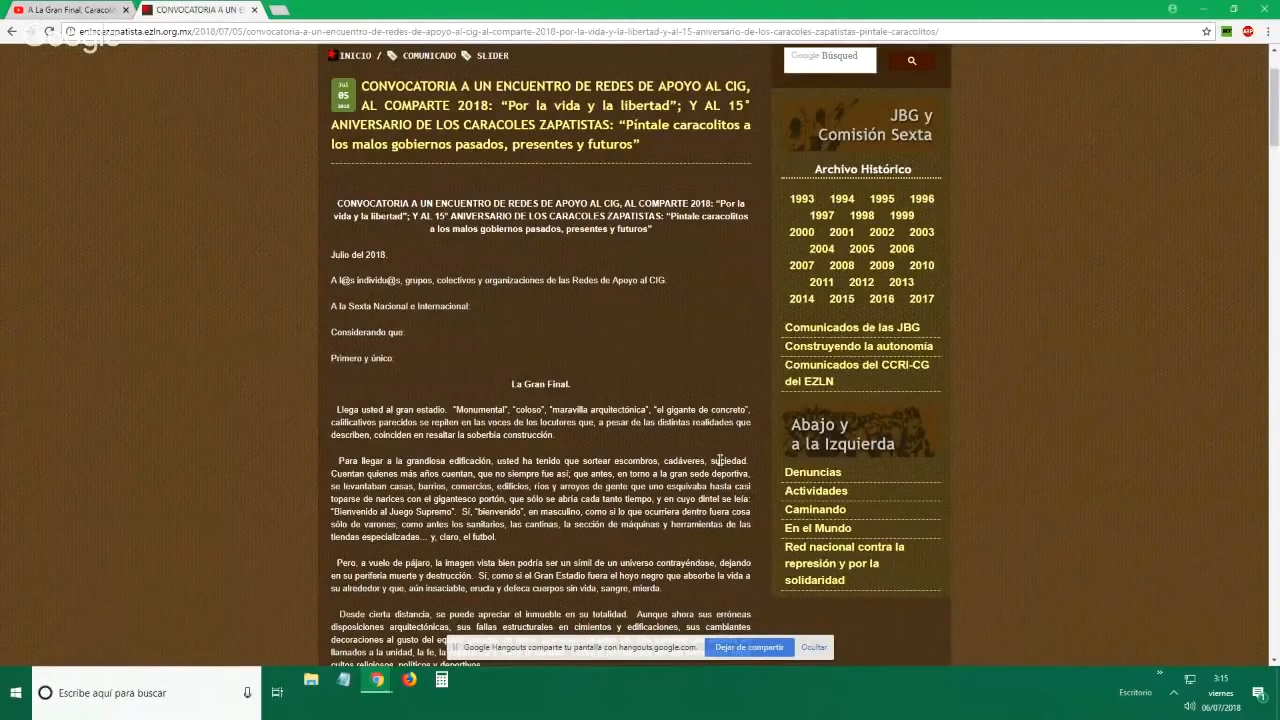 A La Gran Final, Caracol
CONVOCATORIA A UN ENCUE
enlacezapatista.ezln.org.mx/2018/07/05/convocatoria-a-un-encuentro-de-redes-de-apoyo-al-cig-al-comparte-2018-por-la-vida-y-la-libertad-y-al-15-aniversario-de-los-caracoles-zapatistas-pintale-caracolitos/
Google
INICIO / COMUNICADO SLIDER
Jul
05
2018
CONVOCATORIA A UN ENCUENTRO DE REDES DE APOYO AL CIG,
AL COMPARTE 2018: “Por la vida y la libertad”; Y AL 15°
ANIVERSARIO DE LOS CARACOLES ZAPATISTAS: “Píntale caracolitos a
los malos gobiernos pasados, presentes y futuros”
CONVOCATORIA A UN ENCUENTRO DE REDES DE APOYO AL CIG, AL COMPARTE 2018: “Por la
vida y la libertad”; Y AL 15° ANIVERSARIO DE LOS CARACOLES ZAPATISTAS: “Píntale caracolitos
a los malos gobiernos pasados, presentes y futuros”
Julio del 2018.
A l@s individu@s, grupos, colectivos y organizaciones de las Redes de Apoyo al CIG:
A la Sexta Nacional e Internacional:
Considerando que:
Primero y único:
La Gran Final.
Llega usted al gran estadio. “Monumental”, “coloso”, “maravilla arquitectónica”, “el gigante de concreto”,
calificativos parecidos se repiten en las voces de los locutores que, a pesar de las distintas realidades que
describen, coinciden en resaltar la soberbia construcción.
Para llegar a la grandiosa edificación, usted ha tenido que sortear escombros, cadáveres, suciedad.
Cuentan quienes más años cuentan, que no siempre fue así; que antes, en torno a la gran sede deportiva,
se levantaban casas, barrios, comercios, edificios, ríos y arroyos de gente que uno esquivaba hasta casi
toparse de narices con el gigantesco portón, que sólo se abría cada tanto tiempo, y en cuyo dintel se leía:
“Bienvenido al Juego Supremo”. Sí, “bienvenido”, en masculino, como si lo que ocurriera dentro fuera cosa
sólo de varones; como antes los sanitarios, las cantinas, la sección de máquinas y herramientas de las
tiendas especializadas... y, claro, el futbol.
Pero, a vuelo de pájaro, la imagen vista bien podría ser un símil de un universo contrayéndose, dejando
en su periferia muerte y destrucción. Sí, como si el Gran Estadio fuera el hoyo negro que absorbe la vida a
su alrededor y que, aún insaciable, eructa y defeca cuerpos sin vida, sangre, mierda.
Desde cierta distancia, se puede apreciar el inmueble en su totalidad. Aunque ahora sus erróneas
disposiciones arquitectónicas, sus fallas estructurales en cimientos y edificaciones, sus cambiantes
decoraciones al gusto del
llamados a la unidad, la fe, la
cultos religiosos, políticos y deportivos
Google Búsqued
JBG y
Comisión Sexta
Archivo Histórico
1993 1994 1995 1996
1997 1998 1999
2000 2001 2002 2003
2004 2005 2006
2007 2008 2009 2010
2011 2012 2013
2014 2015 2016 2017
Comunicados de las JBG
Construyendo la autonomía
Comunicados del CCRI-CG
del EZLN
Abajo y
a la Izquierda
Denuncias
Actividades
Caminando
En el Mundo
Red nacional contra la
represión y por la
solidaridad
Google Hangouts comparte tu pantalla con hangouts.google.com.
Dejar de compartir
Ocultar
Escribe aquí para buscar
Escritorio
3:15
viernes
06/07/2018